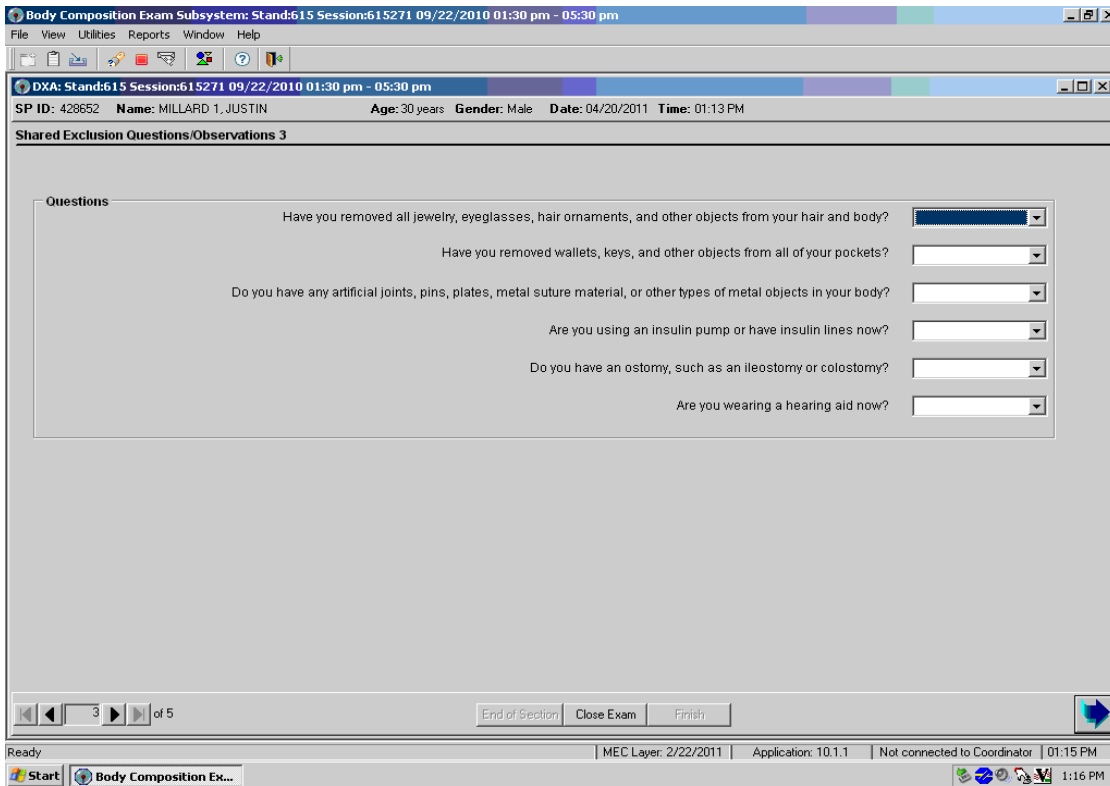 Body Composition Exam Subsystem: Stand:615 Session:615271 09/22/2010 01:30 pm - 05:30 pm
File View Utilities Reports Window Help
DXA: Stand:615 Session:615271 09/22/2010 01:30 pm - 05:30 pm
SP ID: 428652 Name: MILLARD 1, JUSTIN Age: 30 years Gender: Male Date: 04/20/2011 Time: 01:13 PM
Shared Exclusion Questions/Observations 3
Questions
Have you removed all jewelry, eyeglasses, hair ornaments, and other objects from your hair and body?
Have you removed wallets, keys, and other objects from all of your pockets?
Do you have any artificial joints, pins, plates, metal suture material, or other types of metal objects in your body?
Are you using an insulin pump or have insulin lines now?
Do you have an ostomy, such as an ileostomy or colostomy?
Are you wearing a hearing aid now?
3 of 5 End of Section Close Exam Finish
Ready MEC Layer: 2/22/2011 Application: 10.1.1 Not connected to Coordinator 01:15 PM
Start Body Composition Ex... 1:16 PM